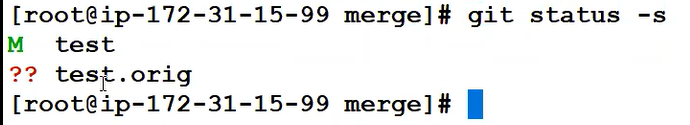 [root@ip-172-31-15-99 merge]# git status -s
M  test
?? test.orig
[root@ip-172-31-15-99 merge]#